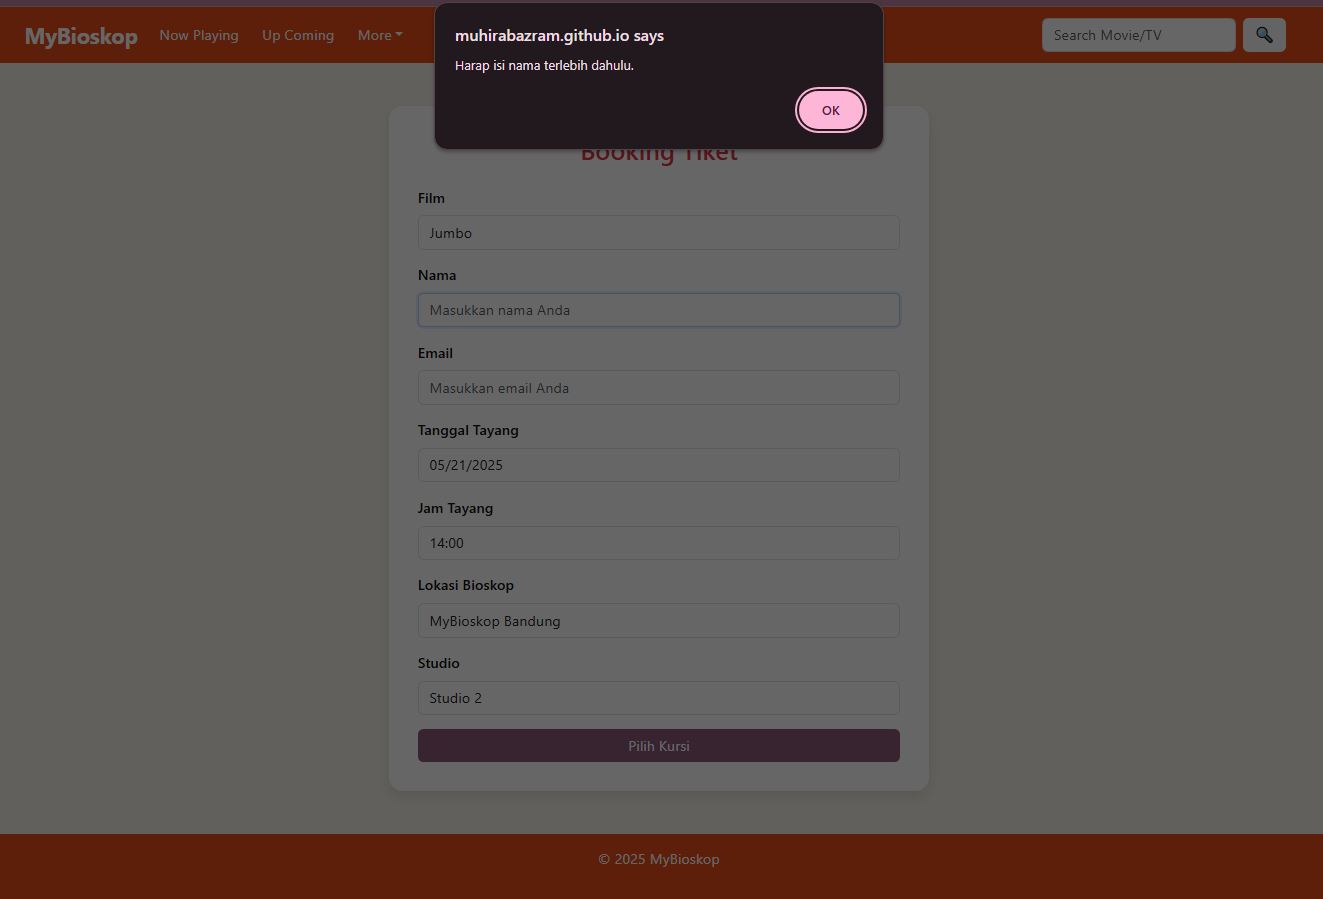 MyBioskop Now Playing Up Coming More Search Movie/TV
muhirabazram.github.io says
Harap isi nama terlebih dahulu.
OK
Booking Tiket
Film
Jumbo
Nama
Masukkan nama Anda
Email
Masukkan email Anda
Tanggal Tayang
05/21/2025
Jam Tayang
14:00
Lokasi Bioskop
MyBioskop Bandung
Studio
Studio 2
Pilih Kursi
© 2025 MyBioskop